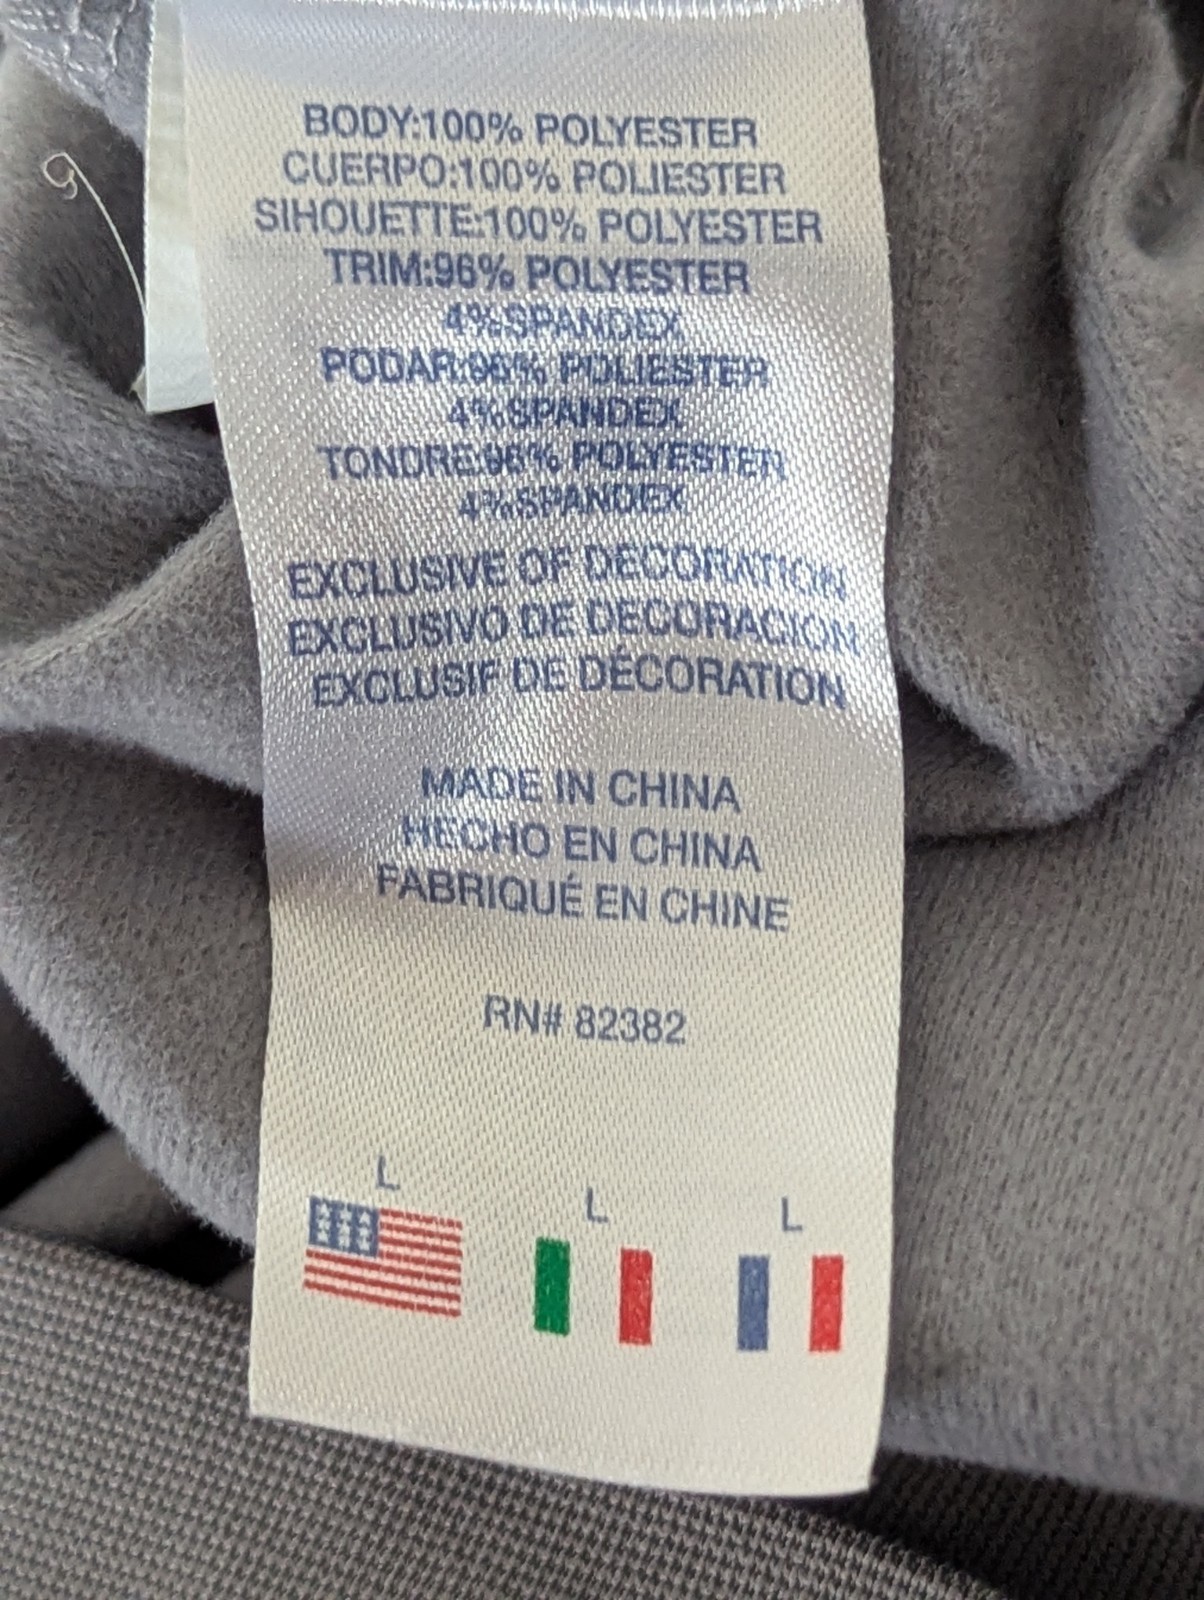 BODY:100% POLYESTER
CUERPO:100% POLIESTER
SIHOUETTE:100% POLYESTER
TRIM:96% POLYESTER
4%SPANDEX
PODAR:96% POLIESTER
4%SPANDEX
TONDRE:96% POLYESTER
4%SPANDEX
EXCLUSIVE OF DECORATION
EXCLUSIVO DE DECORACION
EXCLUSIF DE DÉCORATION
MADE IN CHINA
HECHO EN CHINA
FABRIQUÉ EN CHINE
RN# 82382
L L L